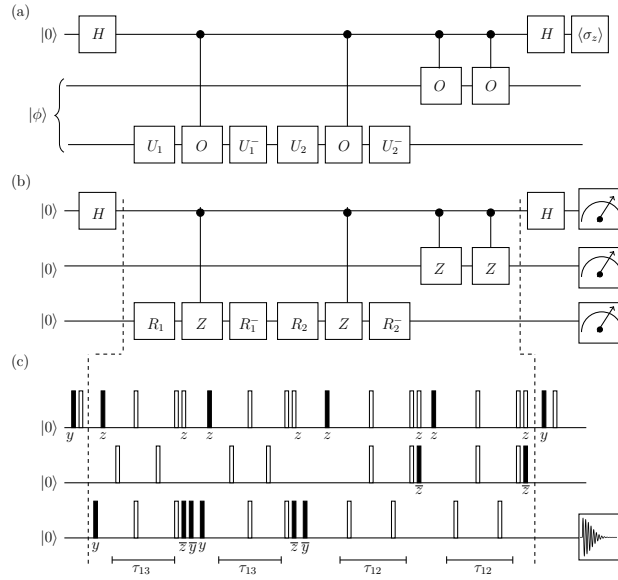 (a)
|0⟩ H H ⟨σz⟩
O O
|ϕ⟩
U1 O U1− U2 O U2−
(b)
|0⟩ H H
|0⟩ Z Z
|0⟩ R1 Z R1− R2 Z R2−
(c)
|0⟩ y z z z z z z z y
|0⟩ z̅ z̅
|0⟩ y z̅ y̅ y z̅ y̅
τ13 τ13 τ12 τ12